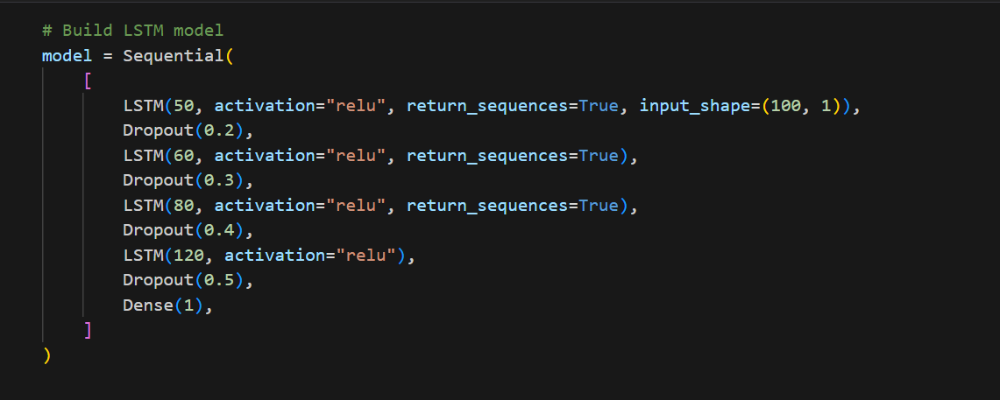 # Build LSTM model
model = Sequential(
    [
        LSTM(50, activation="relu", return_sequences=True, input_shape=(100, 1)),
        Dropout(0.2),
        LSTM(60, activation="relu", return_sequences=True),
        Dropout(0.3),
        LSTM(80, activation="relu", return_sequences=True),
        Dropout(0.4),
        LSTM(120, activation="relu"),
        Dropout(0.5),
        Dense(1),
    ]
)